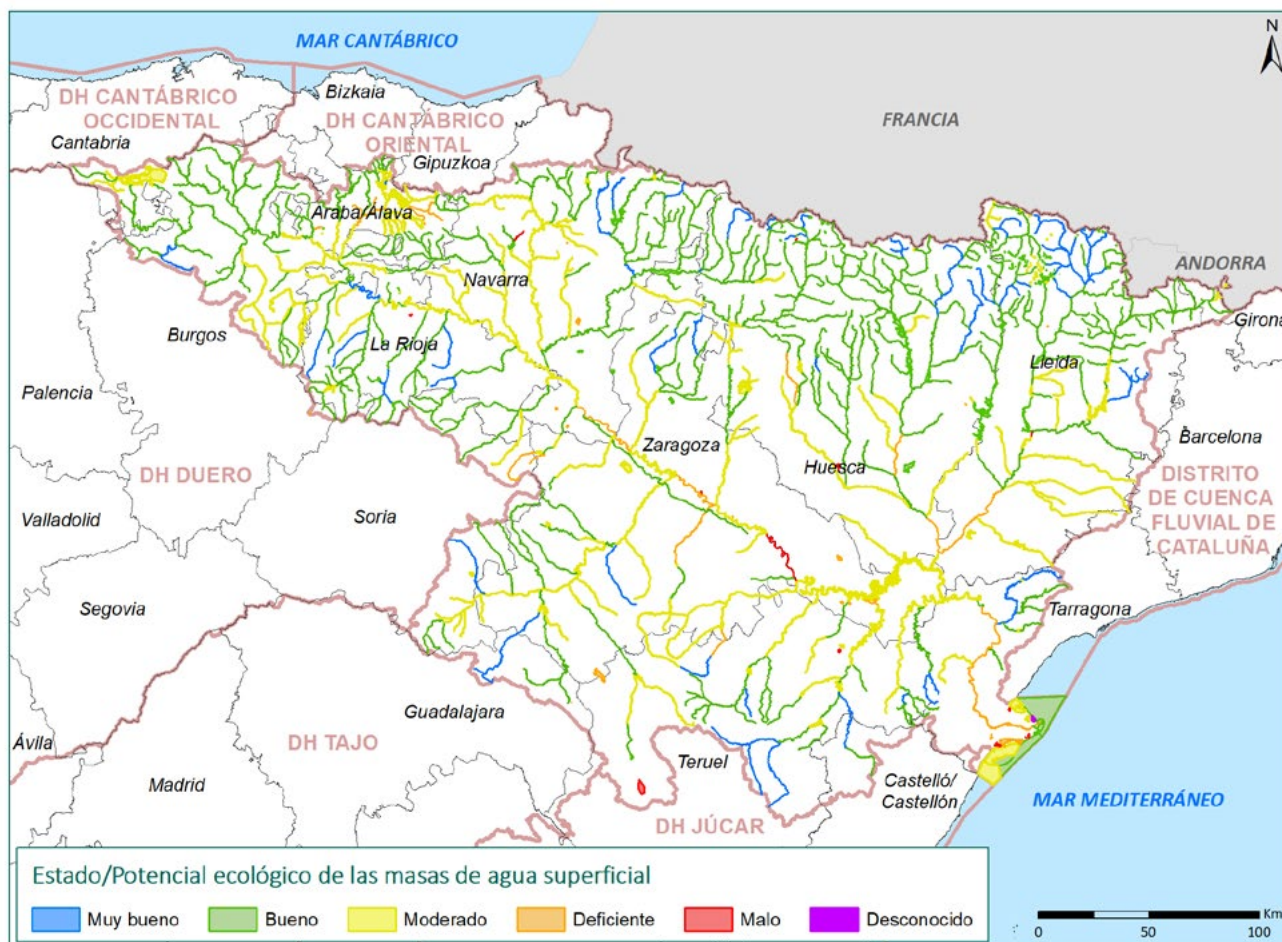 MAR CANTÁBRICO
N
DH CANTÁBRICO
OCCIDENTAL
Bizkaia
DH CANTÁBRICO
ORIENTAL
FRANCIA
Cantabria
Gipuzkoa
Araba/Álava
Navarra
ANDORRA
Burgos
La Rioja
Girona
Lleida
Palencia
Zaragoza
Huesca
Barcelona
DH DUERO
DISTRITO
DE CUENCA
FLUVIAL DE
CATALUÑA
Valladolid
Soria
Segovia
Tarragona
Guadalajara
Ávila
DH TAJO
Teruel
Madrid
Castelló/
Castellón
MAR MEDITERRÁNEO
DH JÚCAR
Estado/Potencial ecológico de las masas de agua superficial
Muy bueno
Bueno
Moderado
Deficiente
Malo
Desconocido
Km
0
50
100